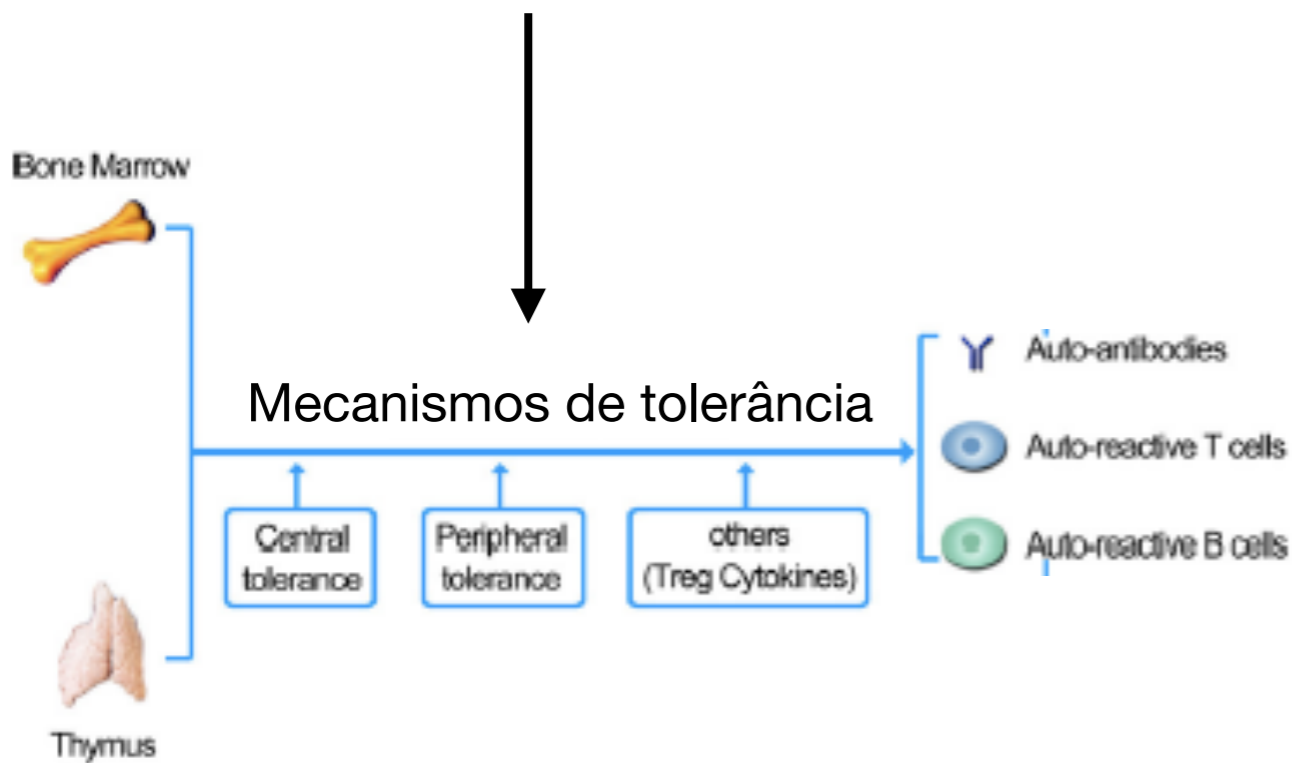 Bone Marrow
Mecanismos de tolerância
Auto-antibodies
Auto-reactive T cells
Auto-reactive B cells
Central
tolerance
Peripheral
tolerance
others
(Treg Cytokines)
Thymus